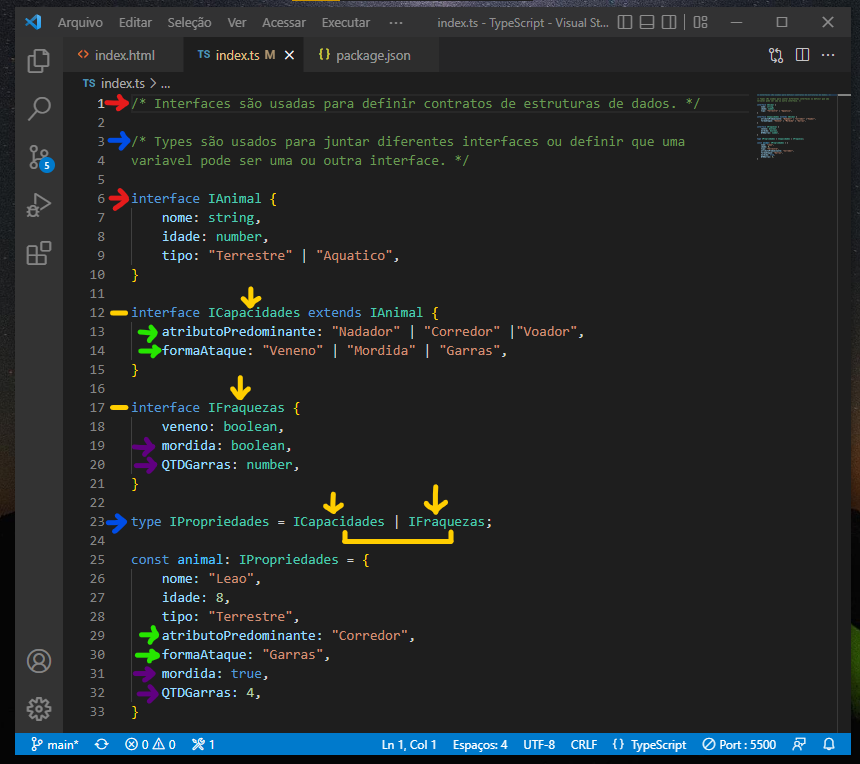 Arquivo Editar Seleção Ver Acessar Executar ··· index.ts - TypeScript - Visual St...
<> index.html TS index.ts M × {} package.json
TS index.ts > ...
1 /* Interfaces são usadas para definir contratos de estruturas de dados. */
2
3 /* Types são usados para juntar diferentes interfaces ou definir que uma
4 variavel pode ser uma ou outra interface. */
5
6 interface IAnimal {
7 nome: string,
8 idade: number,
9 tipo: "Terrestre" | "Aquatico",
10 }
11
12 interface ICapacidades extends IAnimal {
13 atributoPredominante: "Nadador" | "Corredor" |"Voador",
14 formaAtaque: "Veneno" | "Mordida" | "Garras",
15 }
16
17 interface IFraquezas {
18 veneno: boolean,
19 mordida: boolean,
20 QTDGarras: number,
21 }
22
23 type IPropriedades = ICapacidades | IFraquezas;
24
25 const animal: IPropriedades = {
26 nome: "Leao",
27 idade: 8,
28 tipo: "Terrestre",
29 atributoPredominante: "Corredor",
30 formaAtaque: "Garras",
31 mordida: true,
32 QTDGarras: 4,
33 }
5
main* 0 0 1 Ln 1, Col 1 Espaços: 4 UTF-8 CRLF {} TypeScript Port : 5500